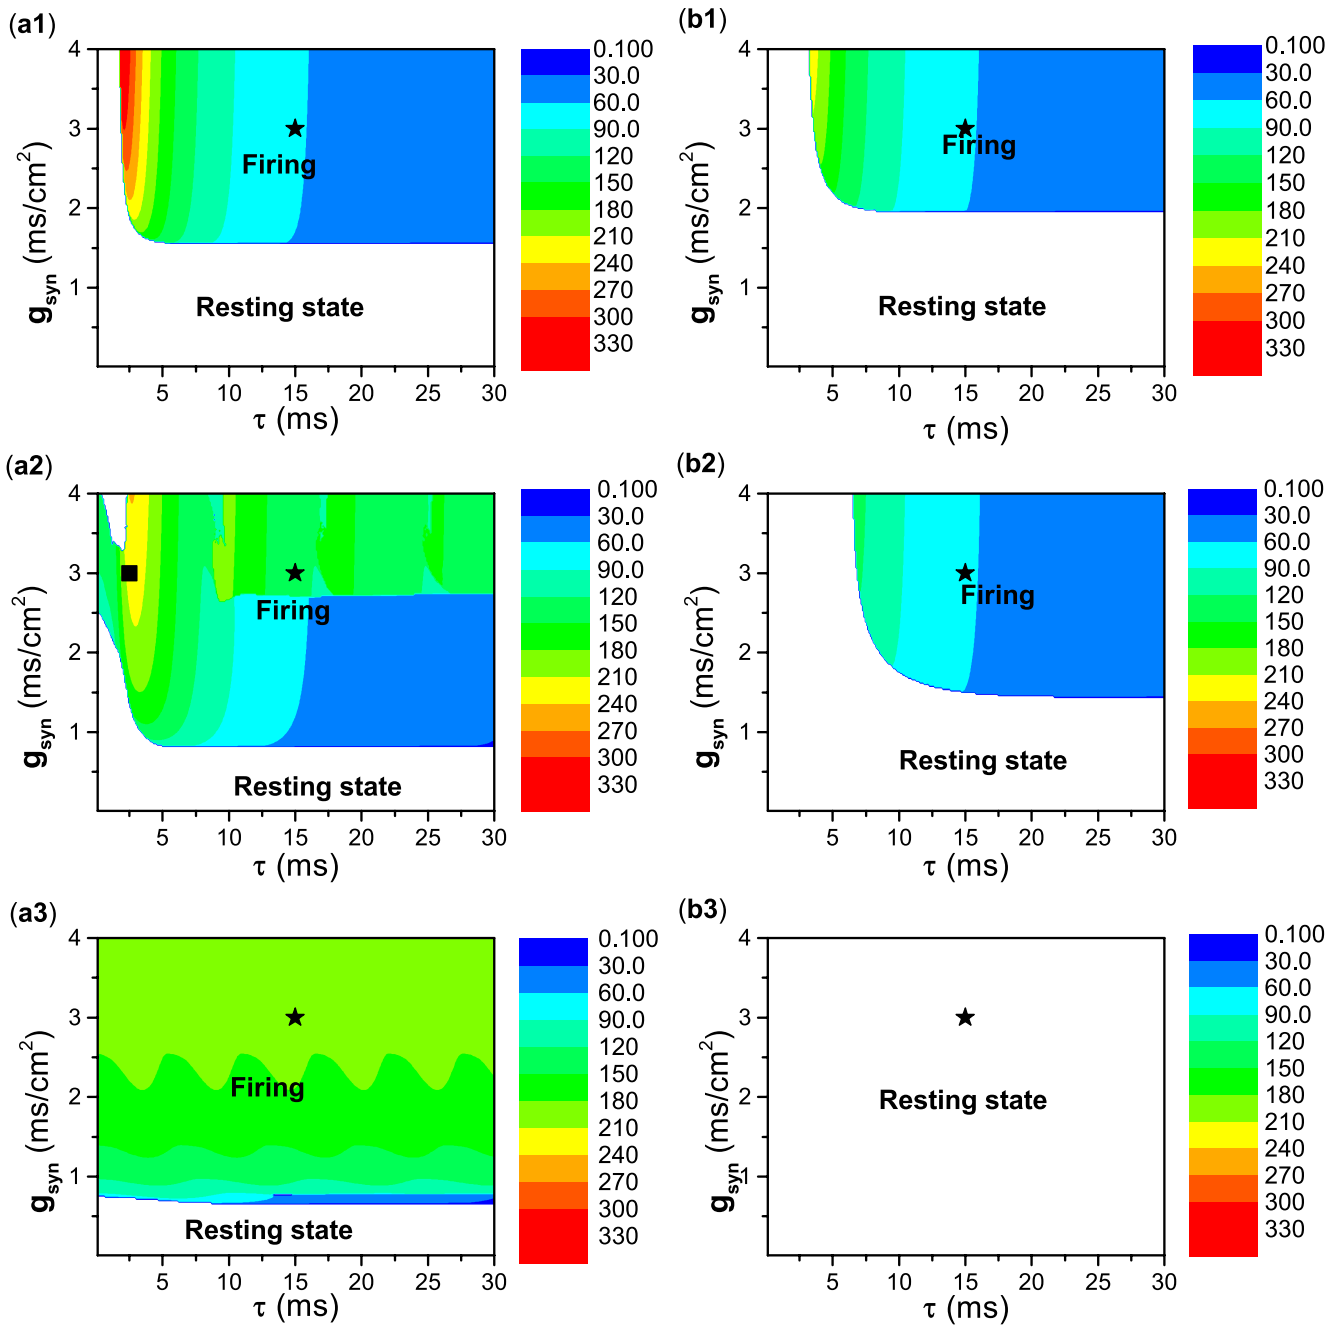 (a1)
4
3
2
1
g_syn (ms/cm²)
Firing
Resting state
5 10 15 20 25 30
τ (ms)
0.100
30.0
60.0
90.0
120
150
180
210
240
270
300
330
(b1)
4
3
2
1
g_syn (ms/cm²)
Firing
Resting state
5 10 15 20 25 30
τ (ms)
0.100
30.0
60.0
90.0
120
150
180
210
240
270
300
330
(a2)
4
3
2
1
g_syn (ms/cm²)
Firing
Resting state
5 10 15 20 25 30
τ (ms)
0.100
30.0
60.0
90.0
120
150
180
210
240
270
300
330
(b2)
4
3
2
1
g_syn (ms/cm²)
Firing
Resting state
5 10 15 20 25 30
τ (ms)
0.100
30.0
60.0
90.0
120
150
180
210
240
270
300
330
(a3)
4
3
2
1
g_syn (ms/cm²)
Firing
Resting state
5 10 15 20 25 30
τ (ms)
0.100
30.0
60.0
90.0
120
150
180
210
240
270
300
330
(b3)
4
3
2
1
g_syn (ms/cm²)
Resting state
5 10 15 20 25 30
τ (ms)
0.100
30.0
60.0
90.0
120
150
180
210
240
270
300
330